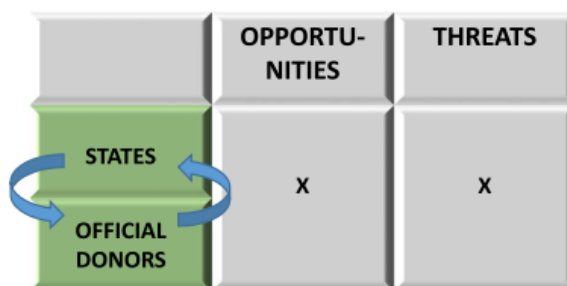 OPPORTU-
NITIES
THREATS
STATES
X
X
OFFICIAL
DONORS